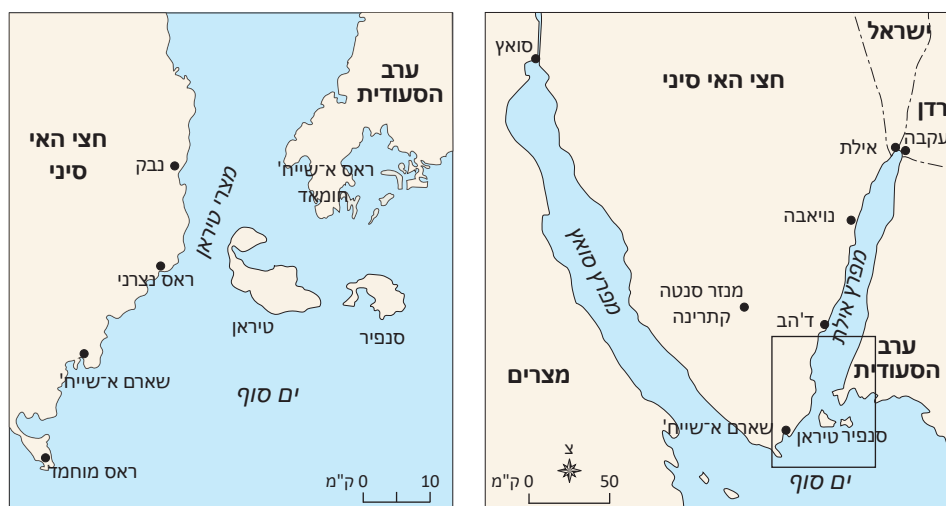 ערב
הסעודית
חצי האי
סיני
נבק
ראס א־שייח'
חומאד
מצרי טיראן
ראס נצרני
טיראן
סנפיר
שארם א־שייח'
ים סוף
ראס מוחמד
ק"מ 0 10
ישראל
סואץ
חצי האי סיני
רדן
עקבה
אילת
נויאבה
מפרץ סואץ
מפרץ אילת
מנזר סנטה
קתרינה
ד'הב
ערב
הסעודית
מצרים
שארם א־שייח'
טיראן
סנפיר
צ
ים סוף
ק"מ 0 50